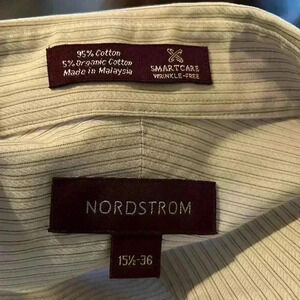 95% Cotton
5% Organic Cotton
Made in Malaysia
SMARTCARE
WRINKLE-FREE
NORDSTROM
15½-36